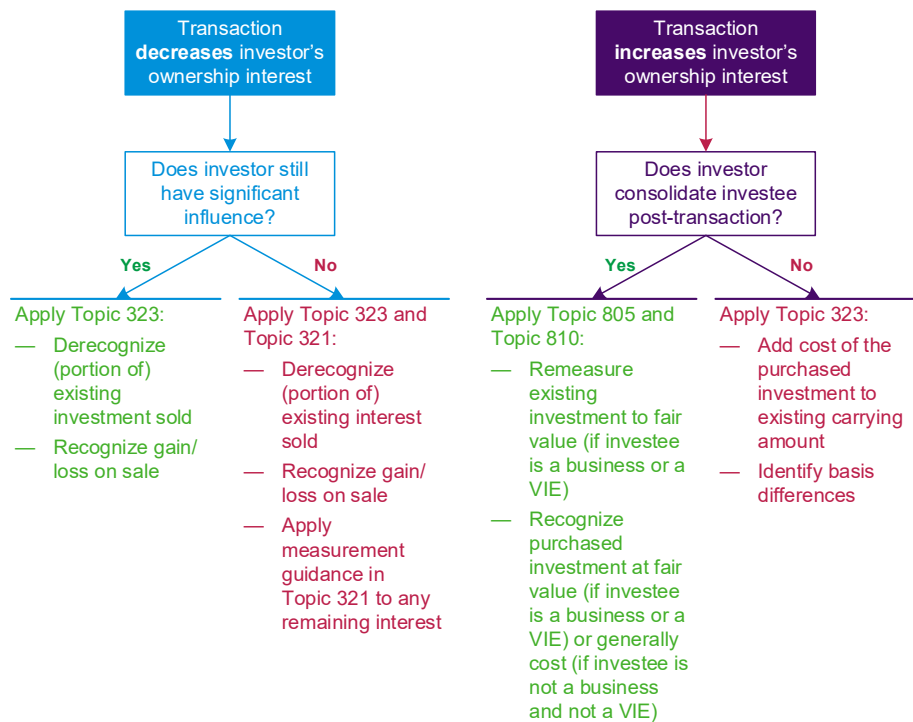 Transaction
decreases investor's
ownership interest
Does investor still
have significant
influence?
Yes
No
Apply Topic 323:
— Derecognize
(portion of)
existing
investment sold
— Recognize gain/
loss on sale
Apply Topic 323 and
Topic 321:
— Derecognize
(portion of)
existing interest
sold
— Recognize gain/
loss on sale
— Apply
measurement
guidance in
Topic 321 to any
remaining interest
Transaction
increases investor's
ownership interest
Does investor
consolidate investee
post-transaction?
Yes
No
Apply Topic 805 and
Topic 810:
— Remeasure
existing
investment to fair
value (if investee
is a business or a
VIE)
— Recognize
purchased
investment at fair
value (if investee
is a business or a
VIE) or generally
cost (if investee is
not a business
and not a VIE)
Apply Topic 323:
— Add cost of the
purchased
investment to
existing carrying
amount
— Identify basis
differences